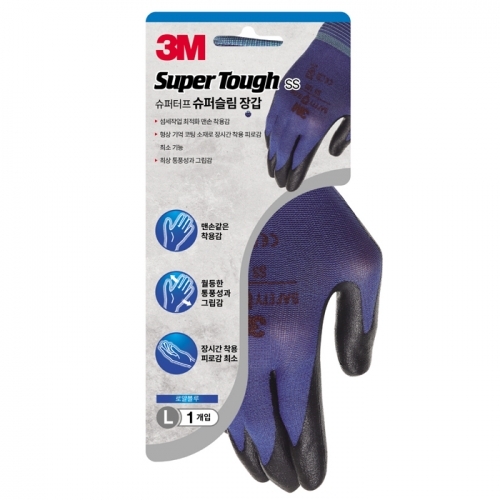 3M
Super Tough SS
슈퍼터프 슈퍼슬림 장갑
• 섬세작업 최적화 맨손 착용감
• 형상 기억 코팅 소재로 장시간 착용 피로감
최소 기능
• 최상 통풍성과 그립감
맨손같은
착용감
월등한
통풍성과
그립감
장시간 착용
피로감 최소
로얄블루
L 1 개입
3M
SAFETY